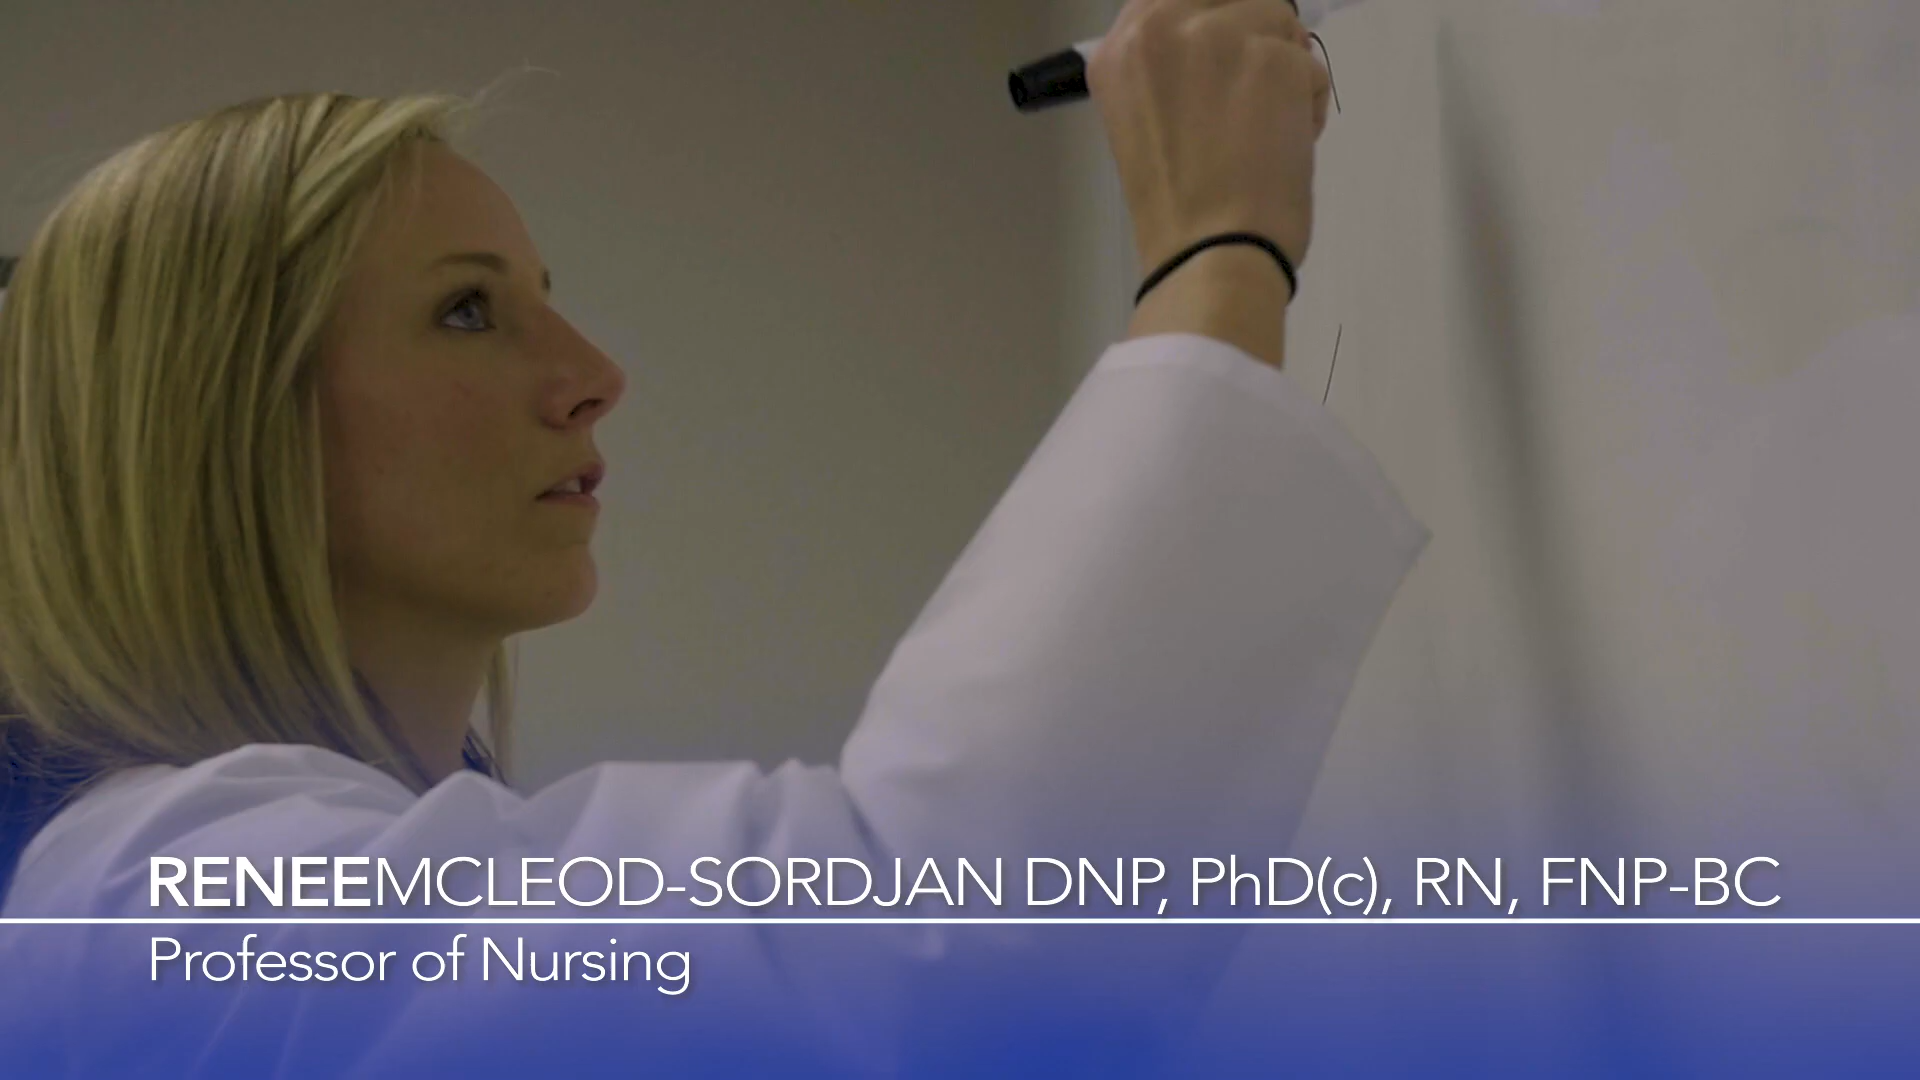 RENEEMCLEOD-SORDJAN DNP, PhD(c), RN, FNP-BC
Professor of Nursing